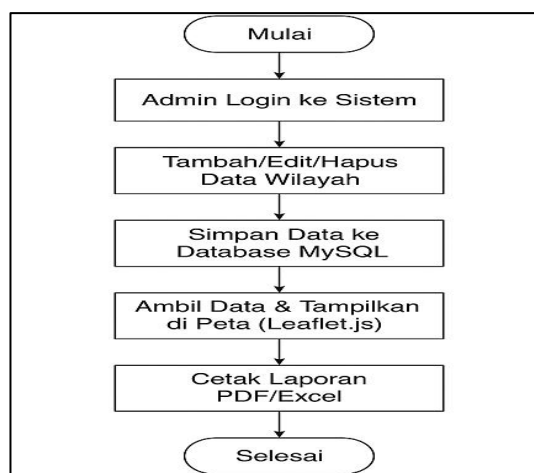 Mulai
Admin Login ke Sistem
Tambah/Edit/Hapus
Data Wilayah
Simpan Data ke
Database MySQL
Ambil Data & Tampilkan
di Peta (Leaflet.js)
Cetak Laporan
PDF/Excel
Selesai